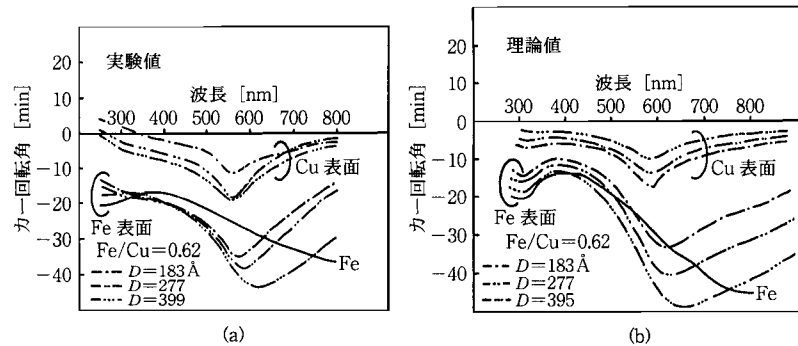 実験値
波長 [nm]
カー回転角 [min]
20
10
0
-10
-20
-30
-40
300
400
500
600
700
800
Cu 表面
Fe 表面
Fe/Cu=0.62
D=183Å
D=277
D=399
Fe
(a)
理論値
波長 [nm]
カー回転角 [min]
20
10
0
-10
-20
-30
-40
300
400
500
600
700
800
Cu 表面
Fe 表面
Fe/Cu=0.62
D=183Å
D=277
D=395
Fe
(b)